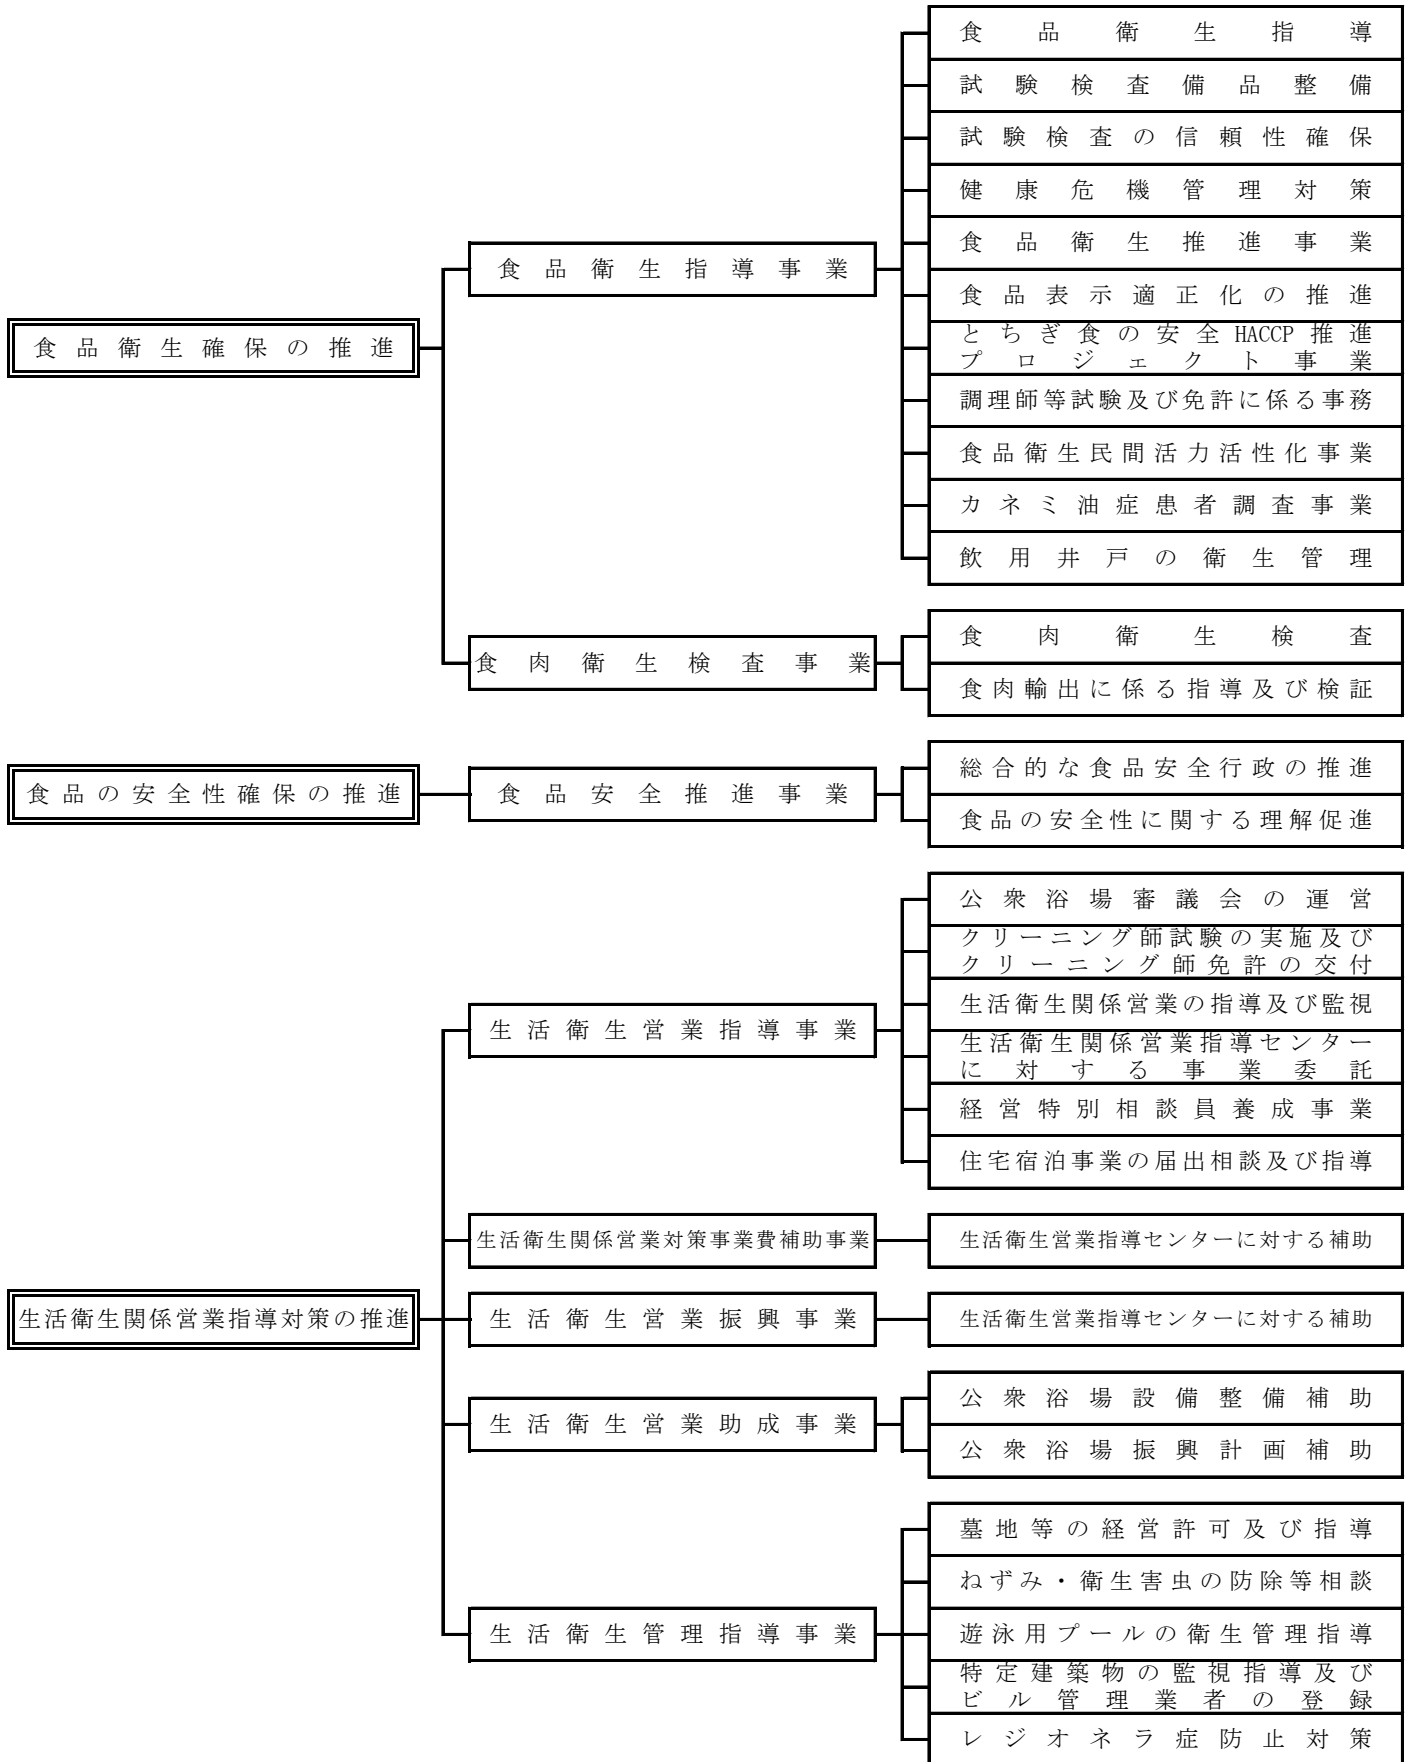 食品衛生確保の推進
食品衛生指導事業
食品衛生指導
試験検査備品整備
試験検査の信頼性確保
健康危機管理対策
食品衛生推進事業
食品表示適正化の推進
とちぎ食の安全HACCP推進
プロジェクト事業
調理師等試験及び免許に係る事務
食品衛生民間活力活性化事業
カネミ油症患者調査事業
飲用井戸の衛生管理
食肉衛生検査事業
食肉衛生検査
食肉輸出に係る指導及び検証
食品の安全性確保の推進
食品安全推進事業
総合的な食品安全行政の推進
食品の安全性に関する理解促進
生活衛生関係営業指導対策の推進
生活衛生営業指導事業
公衆浴場審議会の運営
クリーニング師試験の実施及び
クリーニング師免許の交付
生活衛生関係営業の指導及び監視
生活衛生関係営業指導センター
に対する事業委託
経営特別相談員養成事業
住宅宿泊事業の届出相談及び指導
生活衛生関係営業対策事業費補助事業
生活衛生営業指導センターに対する補助
生活衛生営業振興事業
生活衛生営業指導センターに対する補助
生活衛生営業助成事業
公衆浴場設備整備補助
公衆浴場振興計画補助
生活衛生管理指導事業
墓地等の経営許可及び指導
ねずみ・衛生害虫の防除等相談
遊泳用プールの衛生管理指導
特定建築物の監視指導及び
ビル管理業者の登録
レジオネラ症防止対策